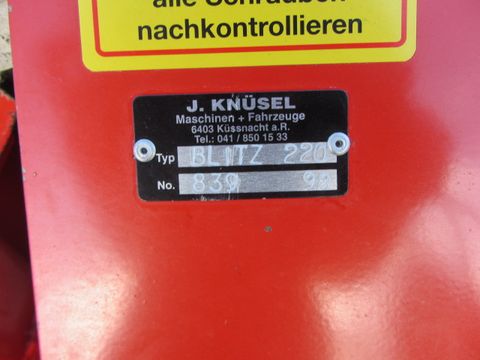 alle Schrauben
nachkontrollieren
J. KNÜSEL
Maschinen + Fahrzeuge
6403 Küssnacht a.R.
Tel.: 041 / 850 15 33
Typ BLITZ 220
No. 839